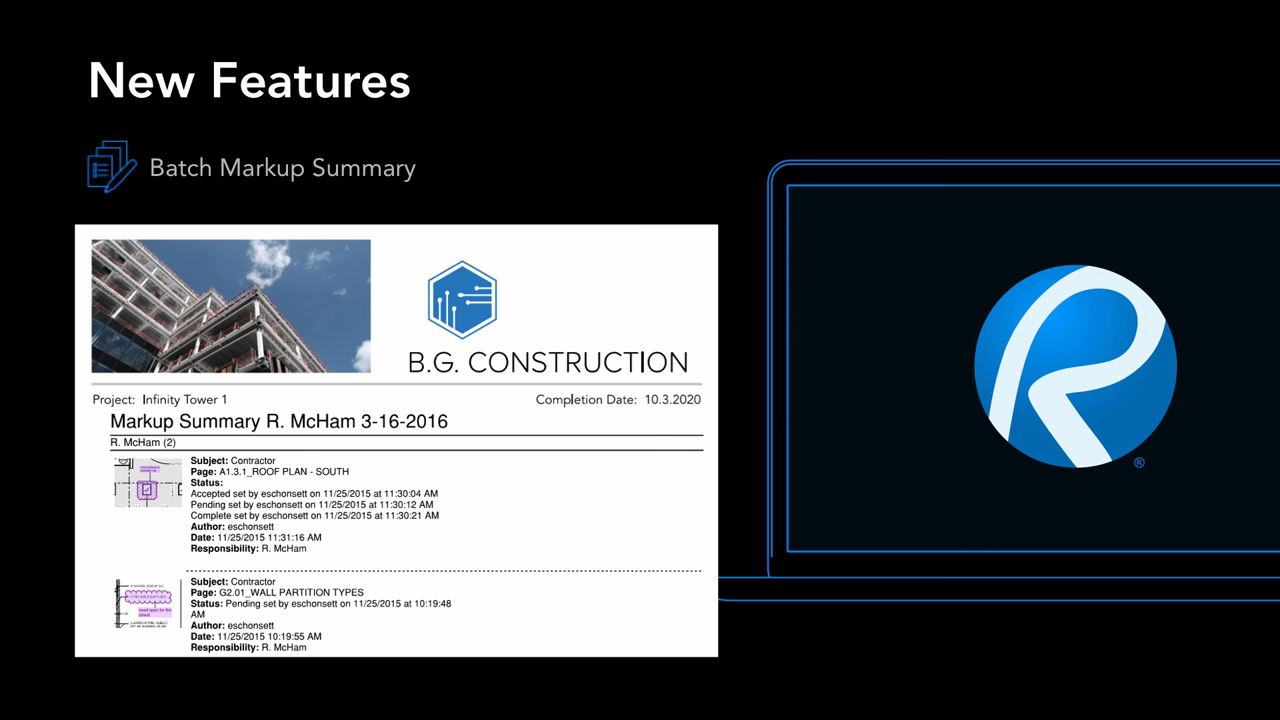 New Features
Batch Markup Summary
B.G. CONSTRUCTION
Project: Infinity Tower 1
Completion Date: 10.3.2020
Markup Summary R. McHam 3-16-2016
R. McHam (2)
Subject: Contractor
Page: A1.3.1_ROOF PLAN - SOUTH
Status:
Accepted set by eschonsett on 11/25/2015 at 11:30:04 AM
Pending set by eschonsett on 11/25/2015 at 11:30:12 AM
Complete set by eschonsett on 11/25/2015 at 11:30:21 AM
Author: eschonsett
Date: 11/25/2015 11:31:16 AM
Responsibility: R. McHam
Subject: Contractor
Page: G2.01_WALL PARTITION TYPES
Status: Pending set by eschonsett on 11/25/2015 at 10:19:48
AM
Author: eschonsett
Date: 11/25/2015 10:19:55 AM
Responsibility: R. McHam
R
®